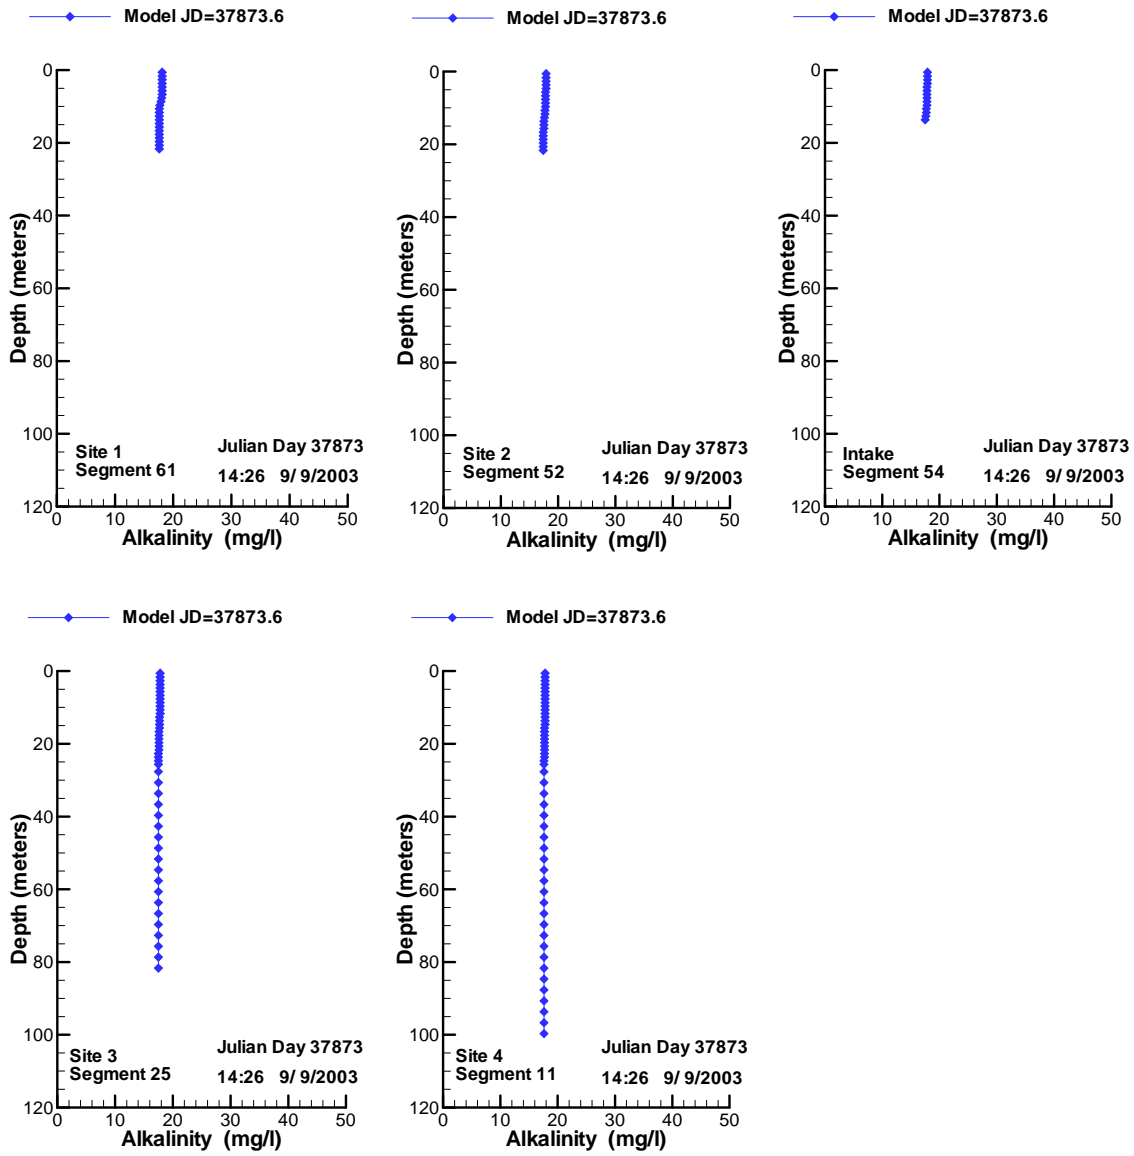 Model JD=37873.6
0
20
40
60
80
100
120
Depth (meters)
Site 1
Segment 61
Julian Day 37873
14:26 9/ 9/2003
0 10 20 30 40 50
Alkalinity (mg/l)
Model JD=37873.6
0
20
40
60
80
100
120
Depth (meters)
Site 2
Segment 52
Julian Day 37873
14:26 9/ 9/2003
0 10 20 30 40 50
Alkalinity (mg/l)
Model JD=37873.6
0
20
40
60
80
100
120
Depth (meters)
Intake
Segment 54
Julian Day 37873
14:26 9/ 9/2003
0 10 20 30 40 50
Alkalinity (mg/l)
Model JD=37873.6
0
20
40
60
80
100
120
Depth (meters)
Site 3
Segment 25
Julian Day 37873
14:26 9/ 9/2003
0 10 20 30 40 50
Alkalinity (mg/l)
Model JD=37873.6
0
20
40
60
80
100
120
Depth (meters)
Site 4
Segment 11
Julian Day 37873
14:26 9/ 9/2003
0 10 20 30 40 50
Alkalinity (mg/l)